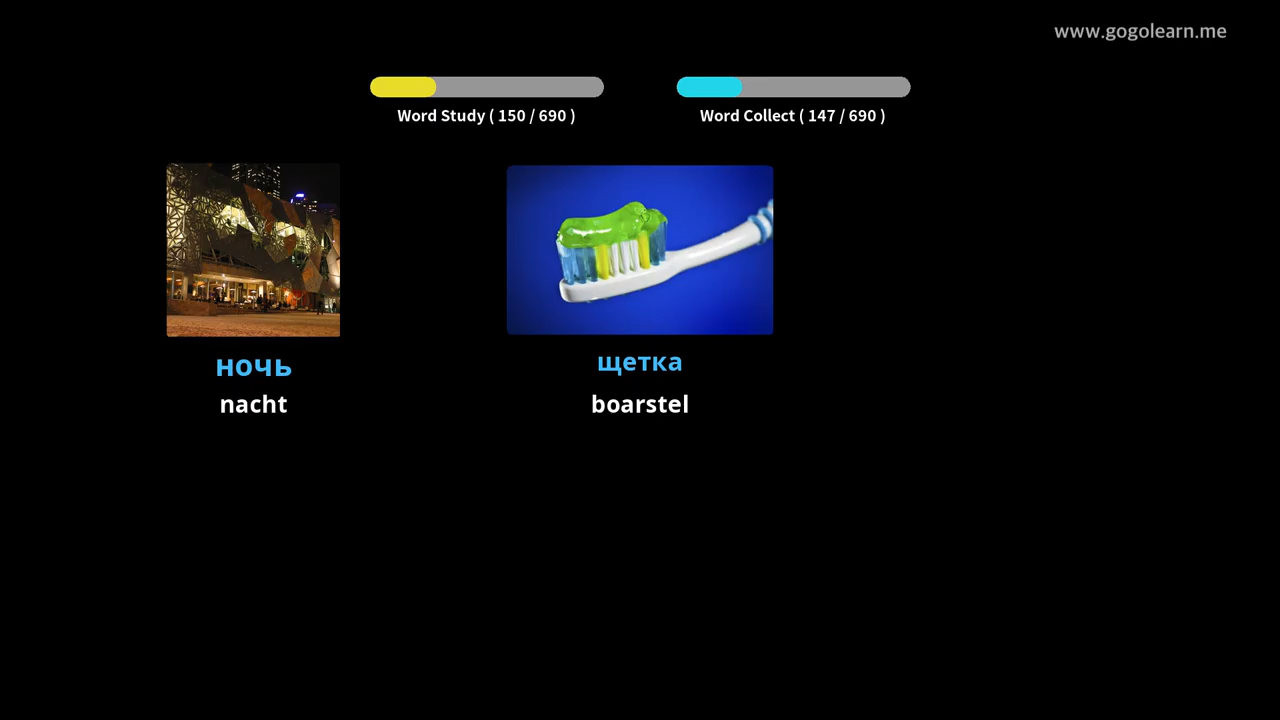 www.gogolearn.me
Word Study ( 150 / 690 )
Word Collect ( 147 / 690 )
ночь
nacht
щетка
boarstel